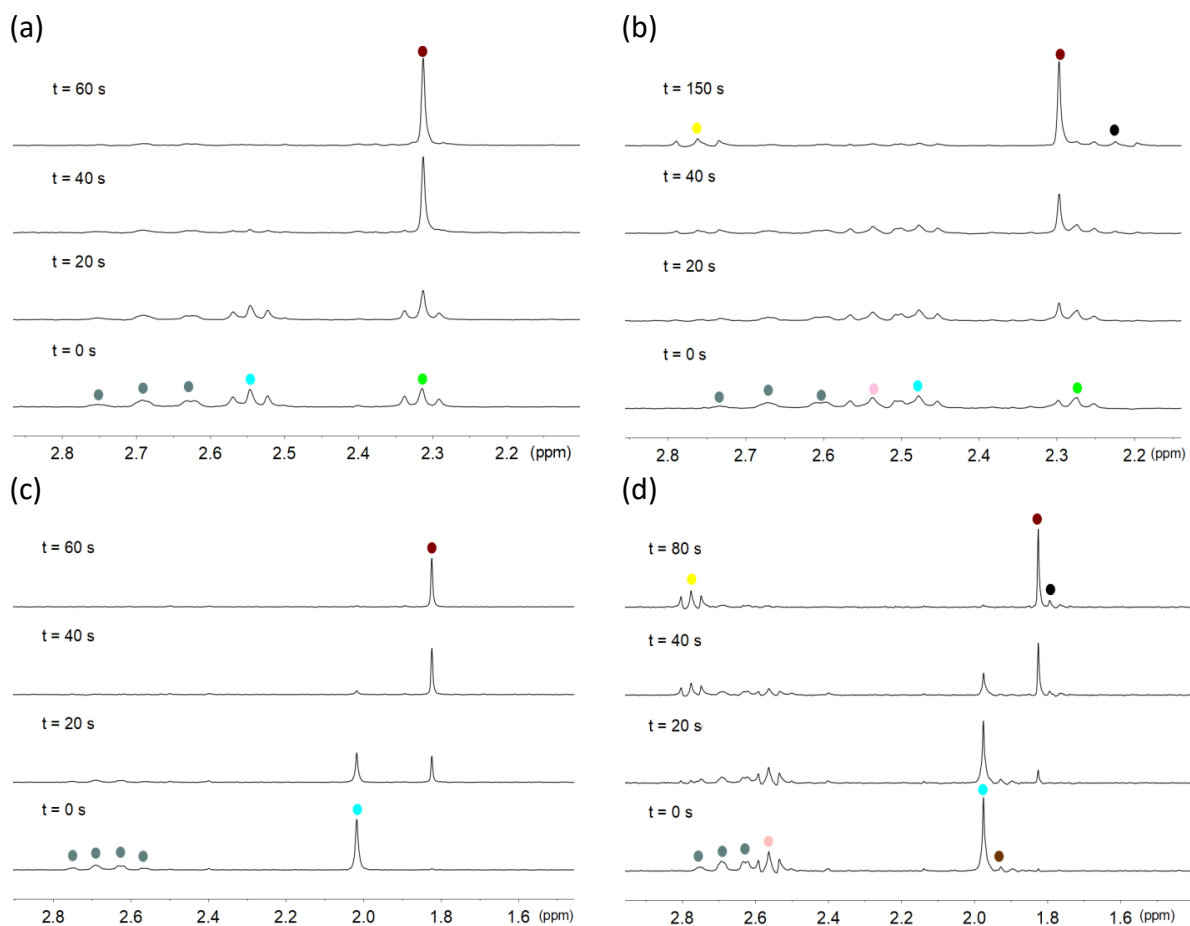 (a)
t = 60 s
t = 40 s
t = 20 s
t = 0 s
2.8 2.7 2.6 2.5 2.4 2.3 2.2 (ppm)
(b)
t = 150 s
t = 40 s
t = 20 s
t = 0 s
2.8 2.7 2.6 2.5 2.4 2.3 2.2 (ppm)
(c)
t = 60 s
t = 40 s
t = 20 s
t = 0 s
2.8 2.6 2.4 2.2 2.0 1.8 1.6 (ppm)
(d)
t = 80 s
t = 40 s
t = 20 s
t = 0 s
2.8 2.6 2.4 2.2 2.0 1.8 1.6 (ppm)